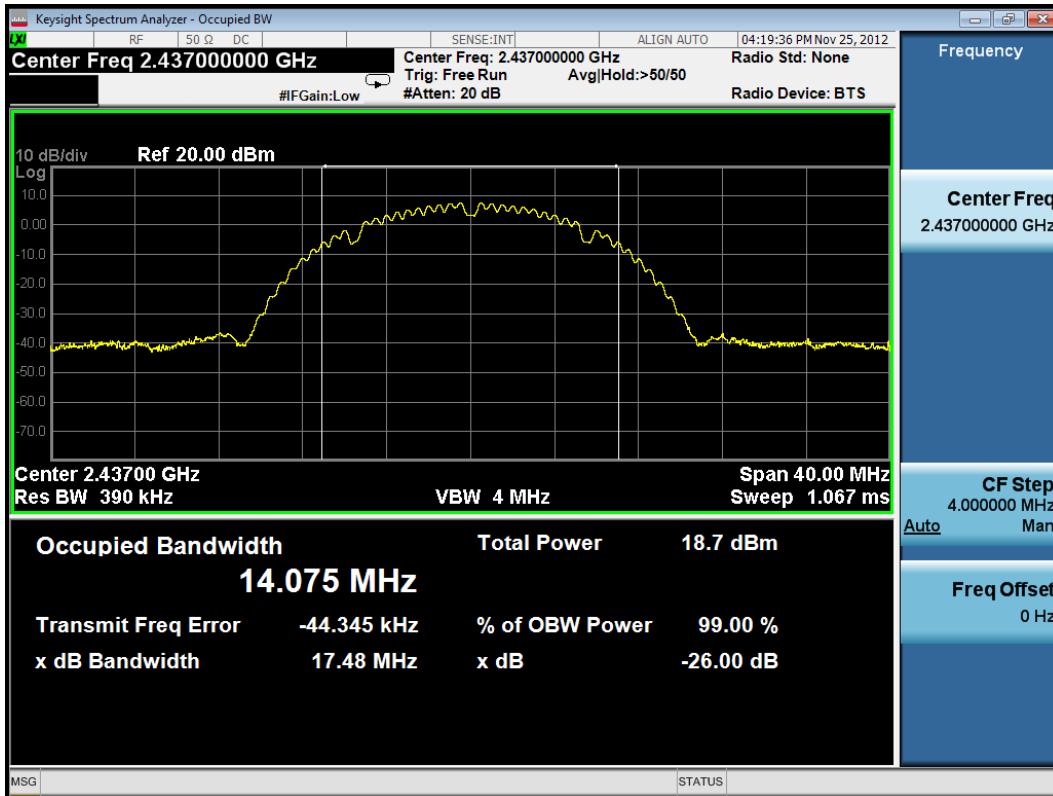 Keysight Spectrum Analyzer - Occupied BW
LXI RF 50 Ω DC SENSE:INT ALIGN AUTO 04:19:36 PM Nov 25, 2012
Center Freq 2.437000000 GHz
Center Freq: 2.437000000 GHz Radio Std: None
Trig: Free Run Avg|Hold:>50/50
#IFGain:Low #Atten: 20 dB Radio Device: BTS
10 dB/div Ref 20.00 dBm
Log
10.0
0.00
-10.0
-20.0
-30.0
-40.0
-50.0
-60.0
-70.0
Center 2.43700 GHz Span 40.00 MHz
Res BW 390 kHz VBW 4 MHz Sweep 1.067 ms
Occupied Bandwidth Total Power 18.7 dBm
14.075 MHz
Transmit Freq Error -44.345 kHz % of OBW Power 99.00 %
x dB Bandwidth 17.48 MHz x dB -26.00 dB
Frequency
Center Freq
2.437000000 GHz
CF Step
4.000000 MHz
Auto Man
Freq Offset
0 Hz
MSG STATUS